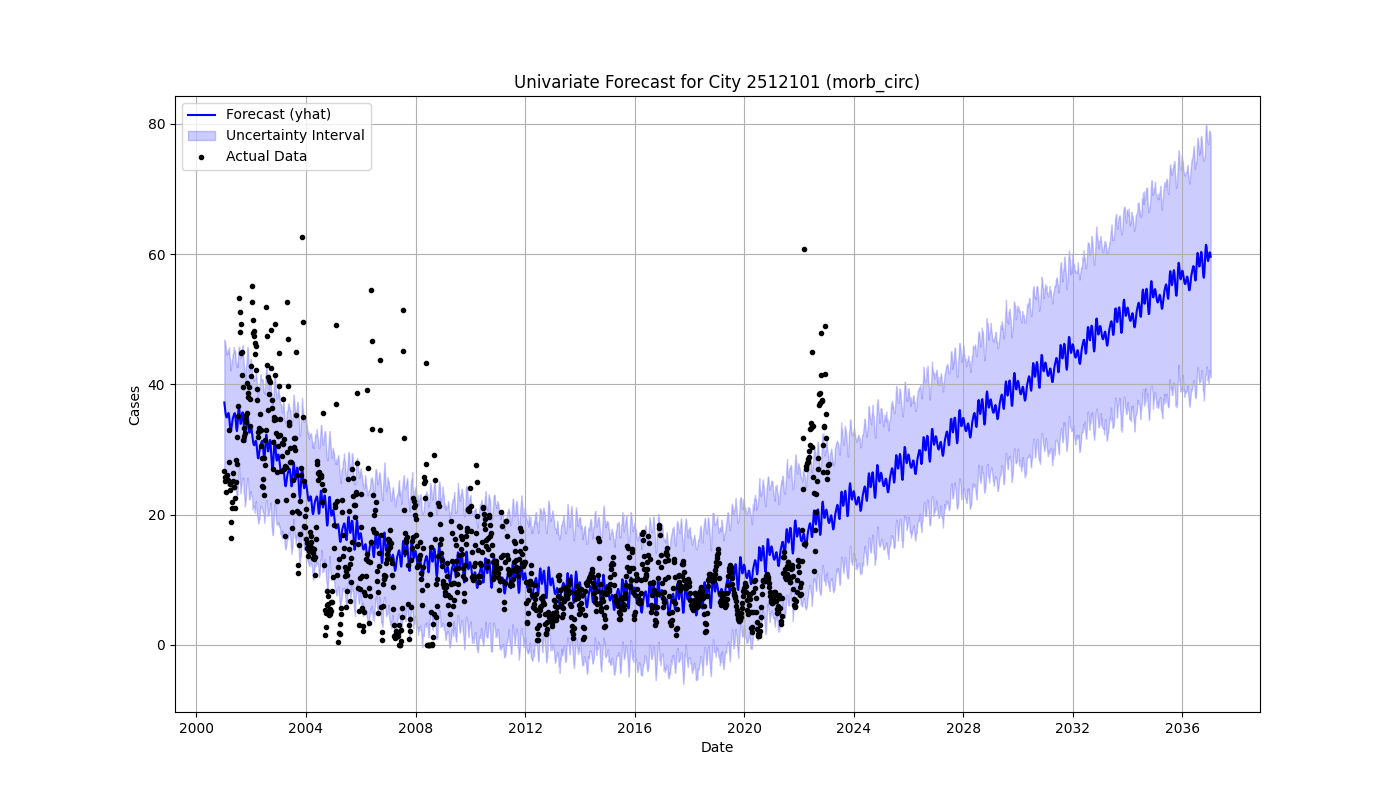 Univariate Forecast for City 2512101 (morb_circ)
Forecast (yhat)
Uncertainty Interval
Actual Data
80
60
40
20
0
Cases
2000 2004 2008 2012 2016 2020 2024 2028 2032 2036
Date